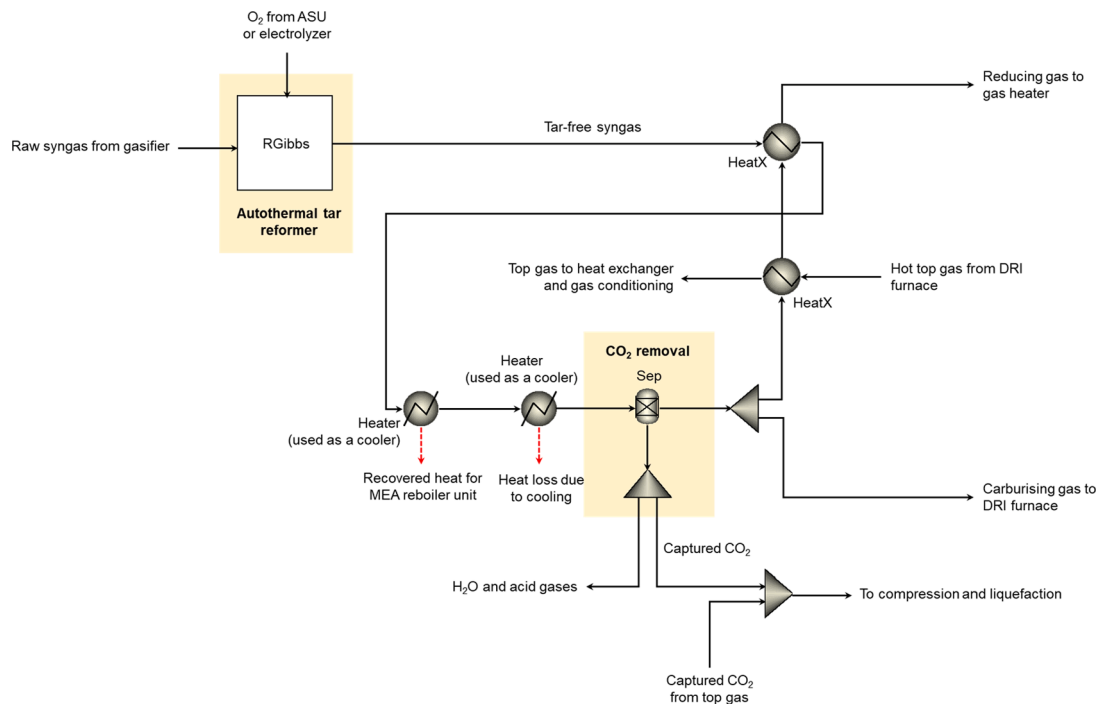 O₂ from ASU
or electrolyzer
Reducing gas to
gas heater
Raw syngas from gasifier
RGibbs
Tar-free syngas
HeatX
Autothermal tar
reformer
Top gas to heat exchanger
and gas conditioning
Hot top gas from DRI
furnace
HeatX
CO₂ removal
Sep
Heater
(used as a cooler)
Heater
(used as a cooler)
Recovered heat for
MEA reboiler unit
Heat loss due
to cooling
Carburising gas to
DRI furnace
Captured CO₂
H₂O and acid gases
To compression and liquefaction
Captured CO₂
from top gas